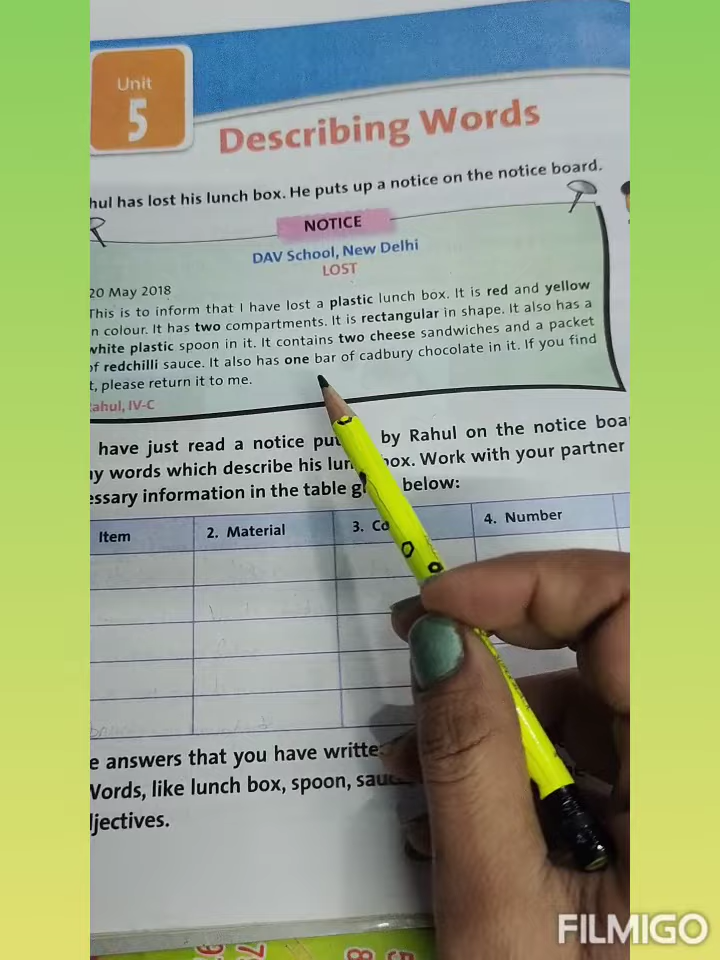 Unit
5
Describing Words
hul has lost his lunch box. He puts up a notice on the notice board.
NOTICE
DAV School, New Delhi
LOST
20 May 2018
This is to inform that I have lost a plastic lunch box. It is red and yellow
n colour. It has two compartments. It is rectangular in shape. It also has a
white plastic spoon in it. It contains two cheese sandwiches and a packet
of redchilli sauce. It also has one bar of cadbury chocolate in it. If you find
t, please return it to me.
ahul, IV-C
have just read a notice pu by Rahul on the notice boa
y words which describe his lun box. Work with your partner
essary information in the table g below:
Item
2. Material
3. Co
4. Number
e answers that you have writte
Words, like lunch box, spoon, sau
djectives.
FILMIGO